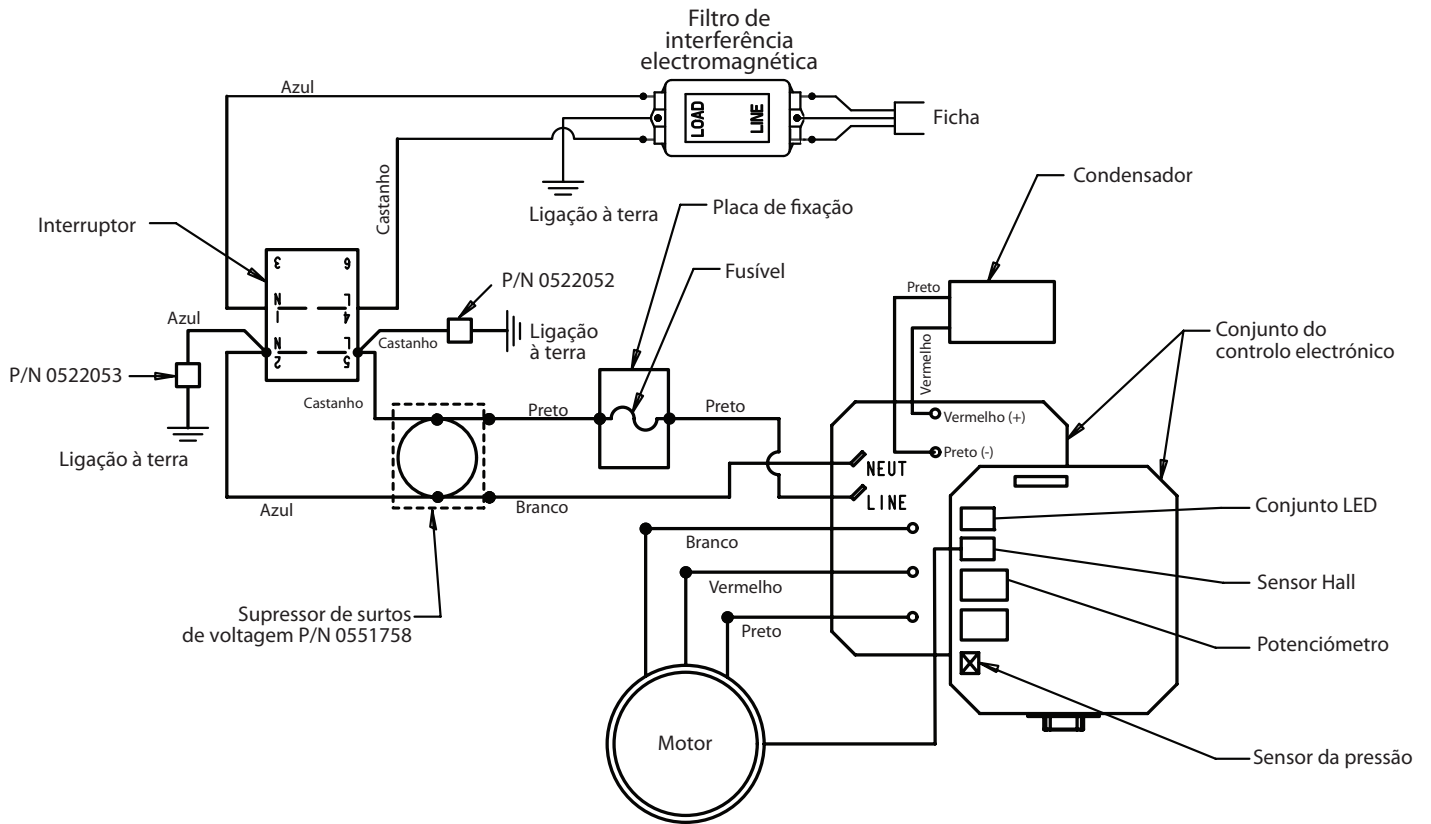 Filtro de
interferência
electromagnética
Azul
LOAD
LINE
Ficha
Castanho
Ligação à terra
Condensador
Interruptor
Placa de fixação
3
6
P/N 0522052
Fusível
Preto
N
L
1
4
Azul
Castanho
Ligação
à terra
Vermelho
Conjunto do
controlo electrónico
N
L
2
5
P/N 0522053
Castanho
Preto
Preto
Vermelho (+)
Ligação à terra
Preto (-)
NEUT
LINE
Azul
Branco
Conjunto LED
Branco
Vermelho
Sensor Hall
Supressor de surtos
de voltagem P/N 0551758
Preto
Potenciómetro
Motor
Sensor da pressão